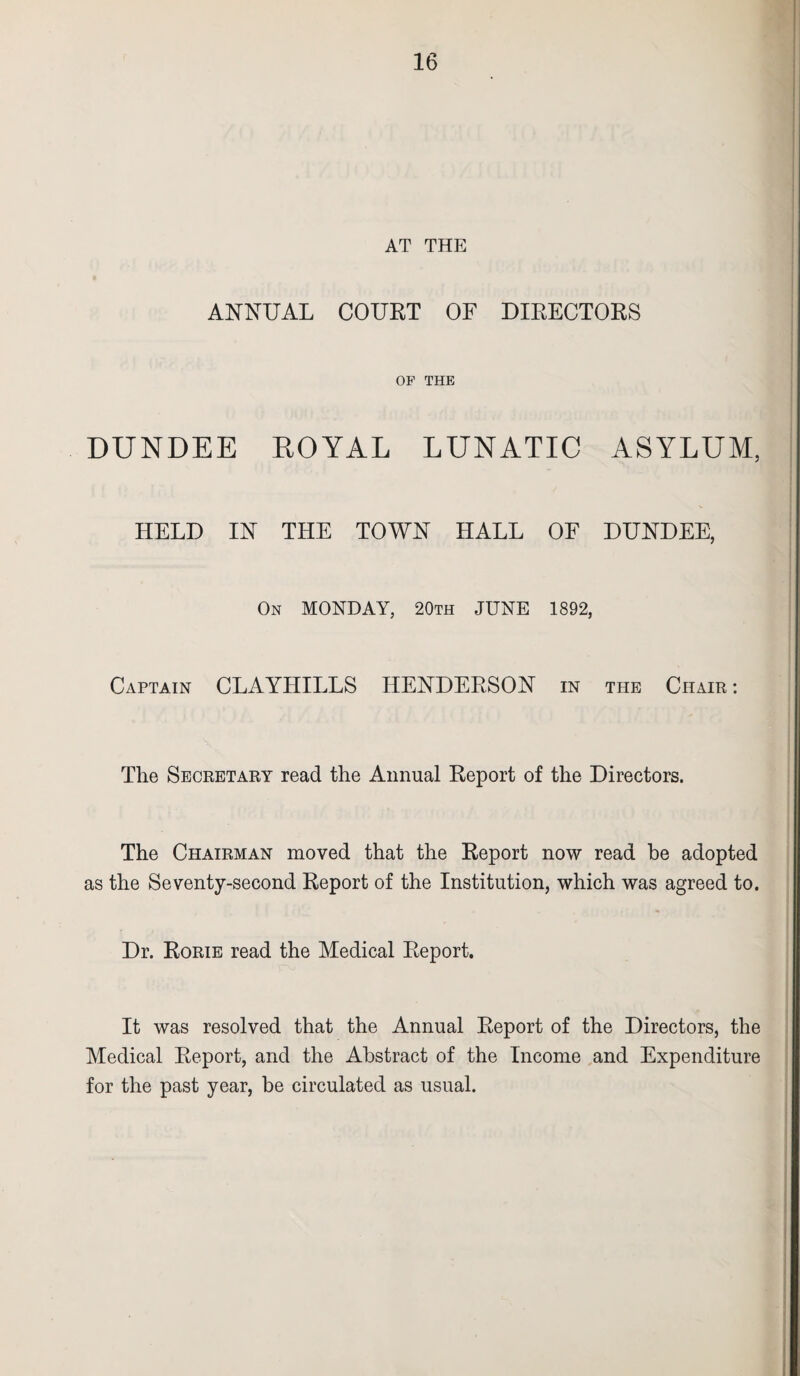 16
AT THE
ANNUAL COURT OF DIRECTORS
OF THE
DUNDEE ROYAL LUNATIC ASYLUM,
HELD IN THE TOWN HALL OF DUNDEE,
On MONDAY, 20th JUNE 1892,
Captain CLAYHILLS HENDERSON in the Chair:
The Secretary read the Annual Report of the Directors.
The Chairman moved that the Report now read be adopted
as the Seventy-second Report of the Institution, which was agreed to.
Dr. Rorie read the Medical Report.
It was resolved that the Annual Report of the Directors, the
Medical Report, and the Abstract of the Income and Expenditure
for the past year, be circulated as usual.